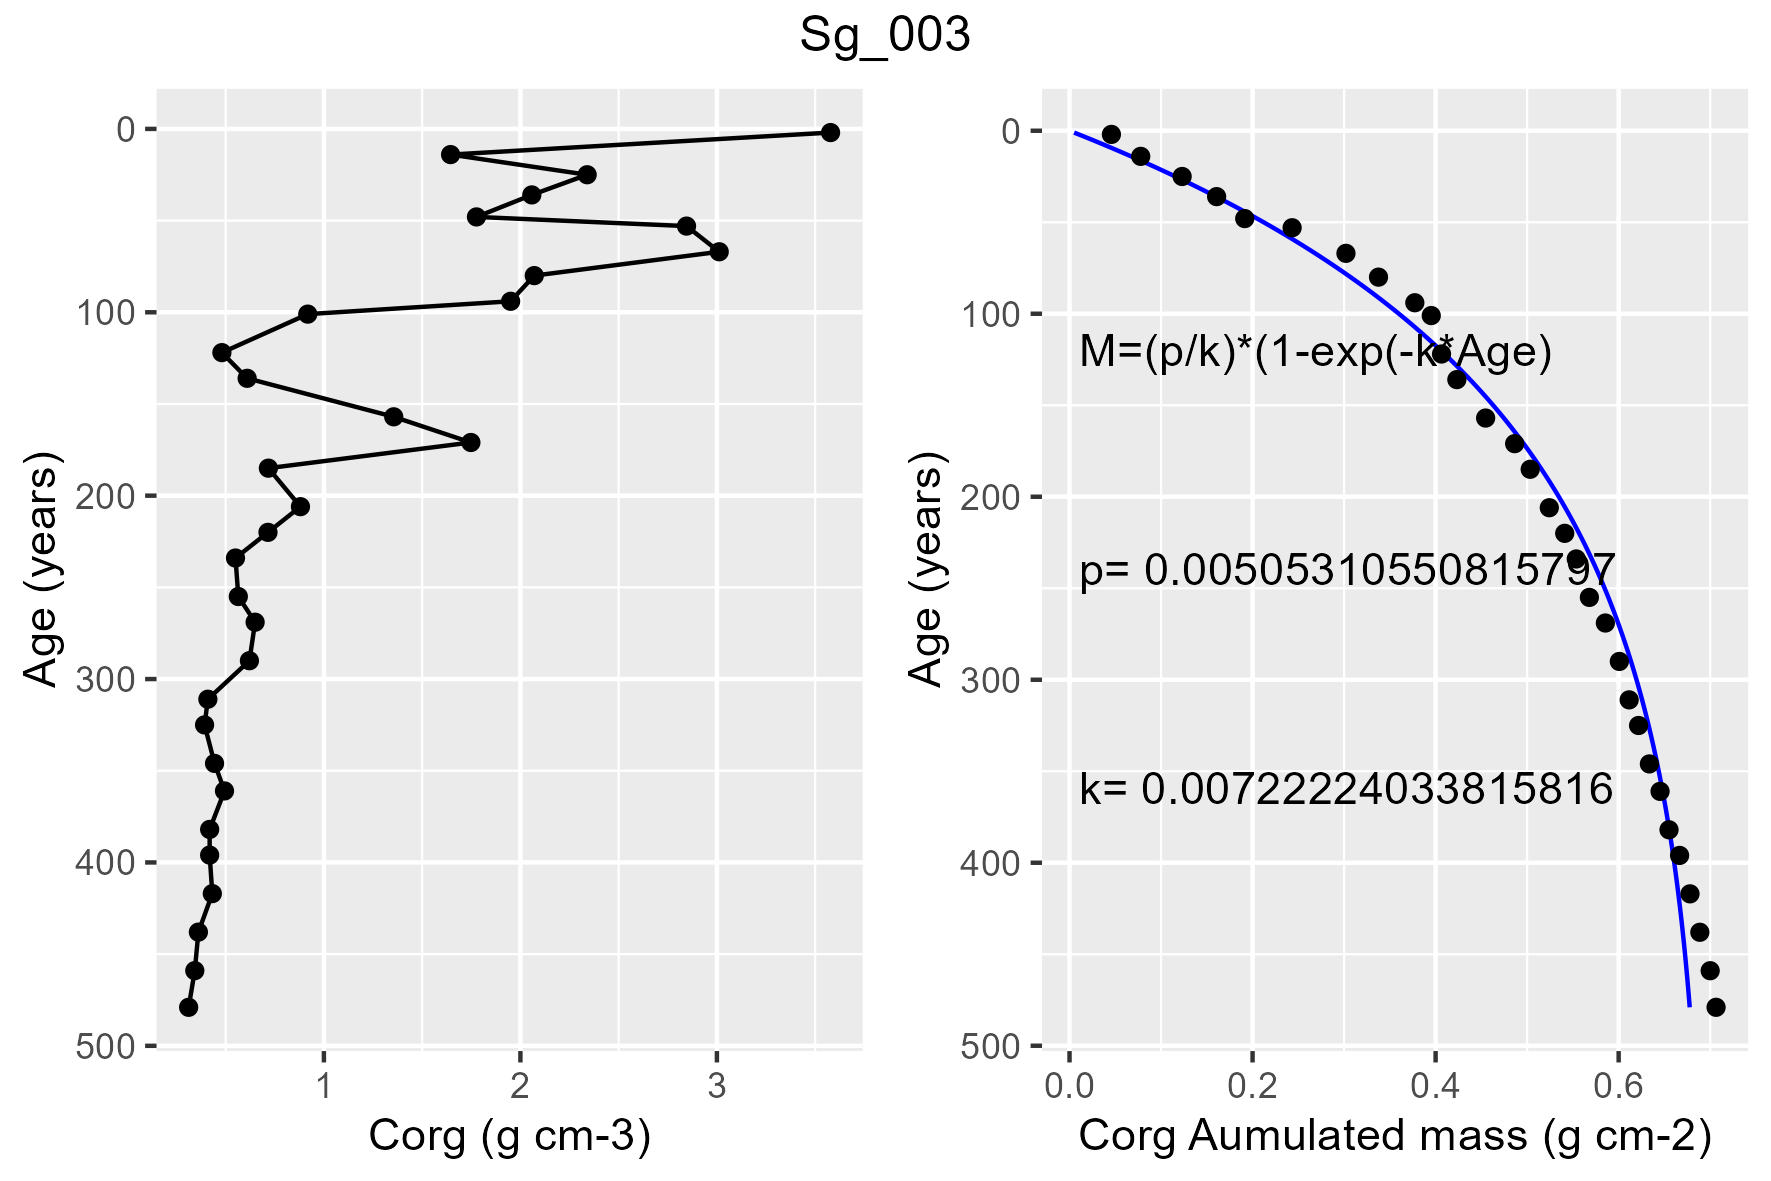 Sg_003
0
100
200
300
400
500
1 2 3
Age (years)
Corg (g cm-3)
0
100
200
300
400
500
0.0 0.2 0.4 0.6
Age (years)
Corg Aumulated mass (g cm-2)
M=(p/k)*(1-exp(-k*Age)
p= 0.00505310550815797
k= 0.00722224033815816